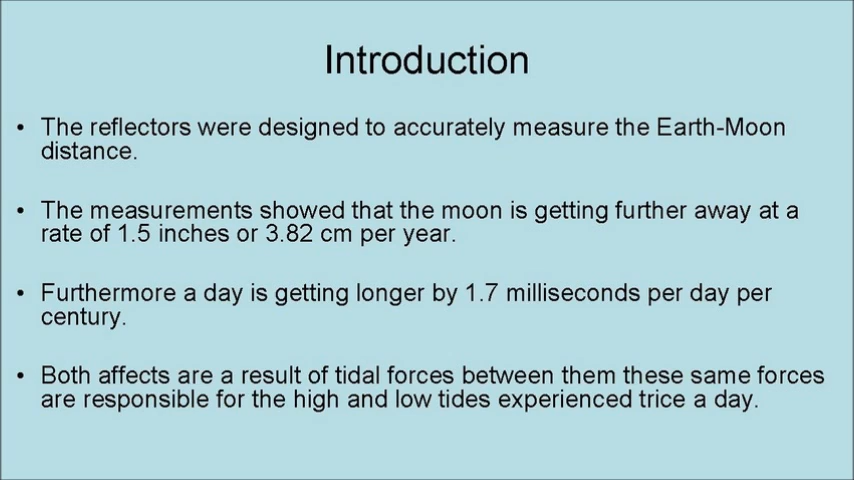 Introduction
• The reflectors were designed to accurately measure the Earth-Moon
distance.
• The measurements showed that the moon is getting further away at a
rate of 1.5 inches or 3.82 cm per year.
• Furthermore a day is getting longer by 1.7 milliseconds per day per
century.
• Both affects are a result of tidal forces between them these same forces
are responsible for the high and low tides experienced trice a day.